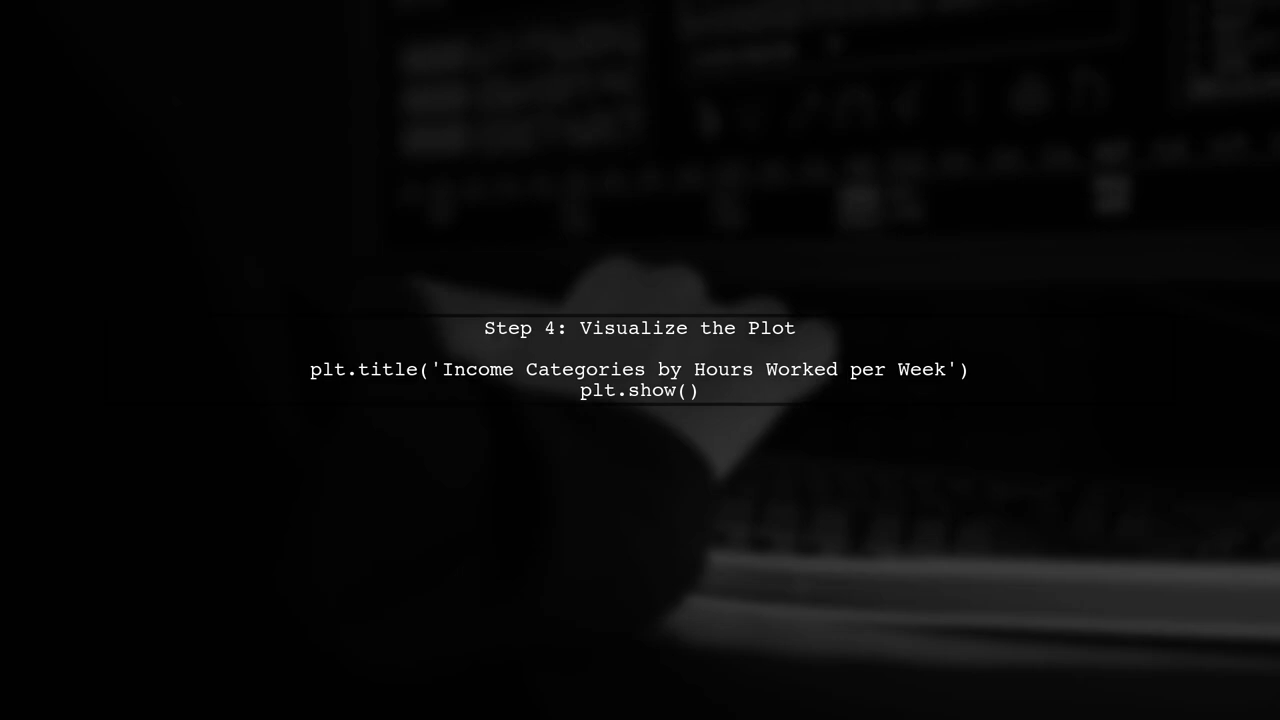 Step 4: Visualize the Plot
plt.title('Income Categories by Hours Worked per Week')
plt.show()